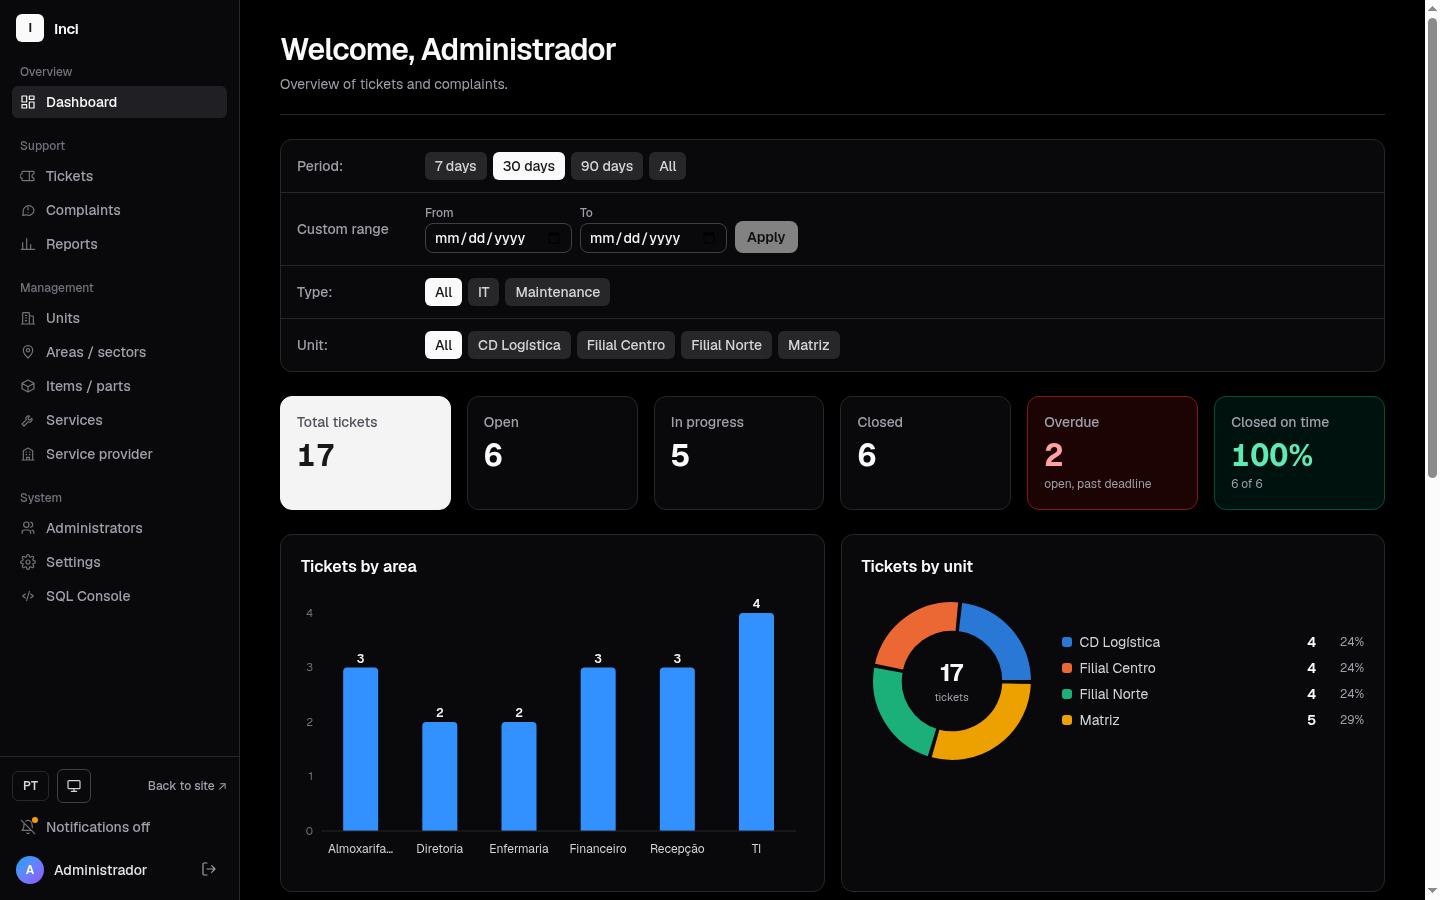 I
Inci
Overview
Dashboard
Support
Tickets
Complaints
Reports
Management
Units
Areas / sectors
Items / parts
Services
Service provider
System
Administrators
Settings
SQL Console
PT
Back to site ↗
Notifications off
A
Administrador
Welcome, Administrador
Overview of tickets and complaints.
Period:
7 days
30 days
90 days
All
Custom range
From
To
mm/dd/yyyy
mm/dd/yyyy
Apply
Type:
All
IT
Maintenance
Unit:
All
CD Logística
Filial Centro
Filial Norte
Matriz
Total tickets
17
Open
6
In progress
5
Closed
6
Overdue
2
open, past deadline
Closed on time
100%
6 of 6
Tickets by area
4
3
2
1
0
3
2
2
3
3
4
Almoxarifa…
Diretoria
Enfermaria
Financeiro
Recepção
TI
Tickets by unit
17
tickets
CD Logística 4 24%
Filial Centro 4 24%
Filial Norte 4 24%
Matriz 5 29%